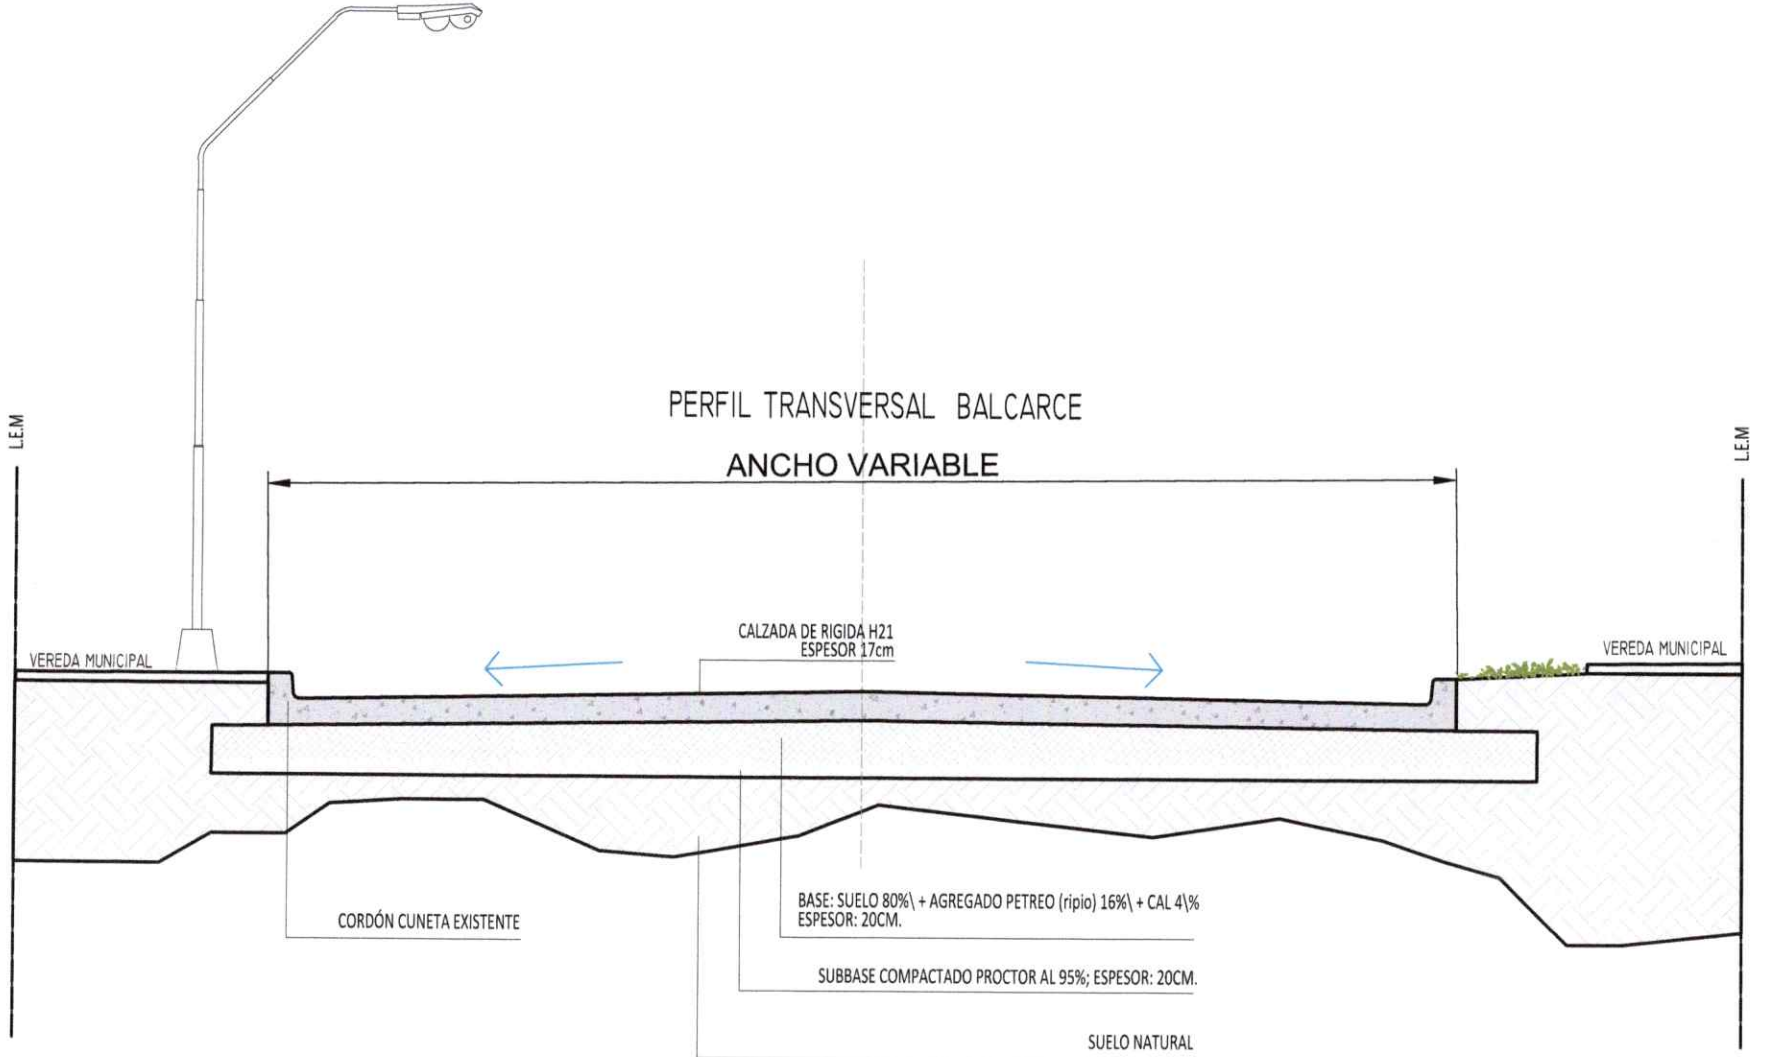 PERFIL TRANSVERSAL BALCARCE
L.E.M
L.E.M
ANCHO VARIABLE
CALZADA DE RIGIDA H21
ESPESOR 17cm
VEREDA MUNICIPAL
VEREDA MUNICIPAL
BASE: SUELO 80%\ + AGREGADO PETREO (ripio) 16%\ + CAL 4\%
ESPESOR: 20CM.
CORDÓN CUNETA EXISTENTE
SUBBASE COMPACTADO PROCTOR AL 95%; ESPESOR: 20CM.
SUELO NATURAL